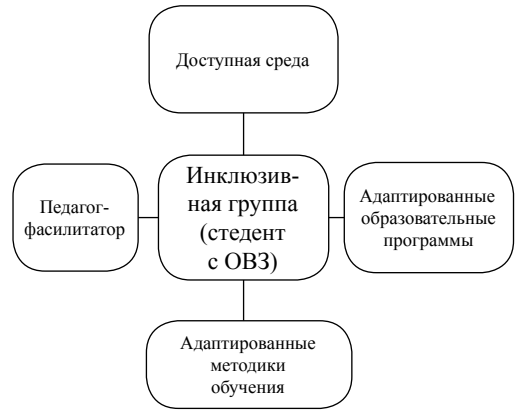 Доступная среда
Педагог-
фасилитатор
Инклюзив-
ная группа
(стедент
с ОВЗ)
Адаптированные
образовательные
программы
Адаптированные
методики
обучения